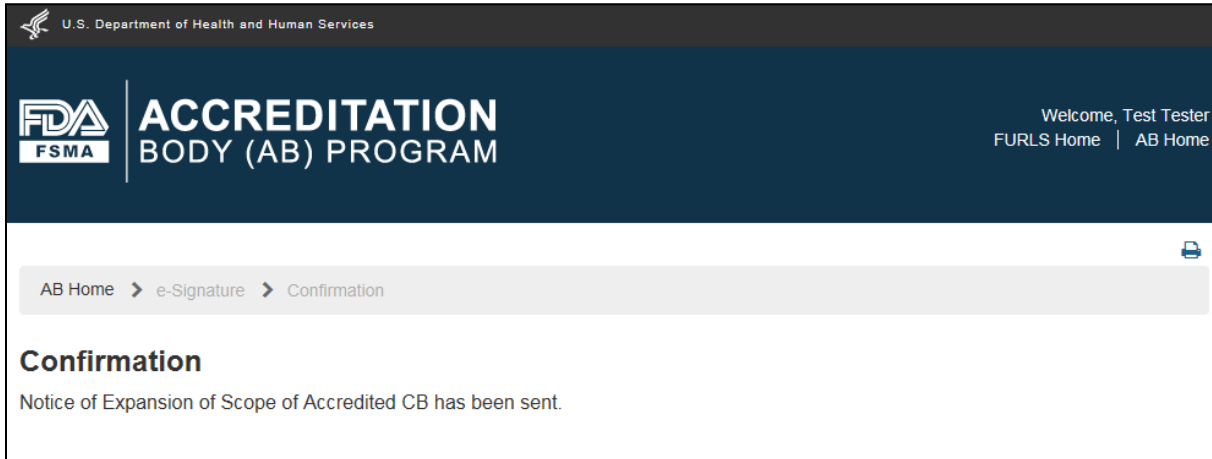 U.S. Department of Health and Human Services
FDA
FSMA
ACCREDITATION
BODY (AB) PROGRAM
Welcome, Test Tester
FURLS Home | AB Home
AB Home > e-Signature > Confirmation
Confirmation
Notice of Expansion of Scope of Accredited CB has been sent.